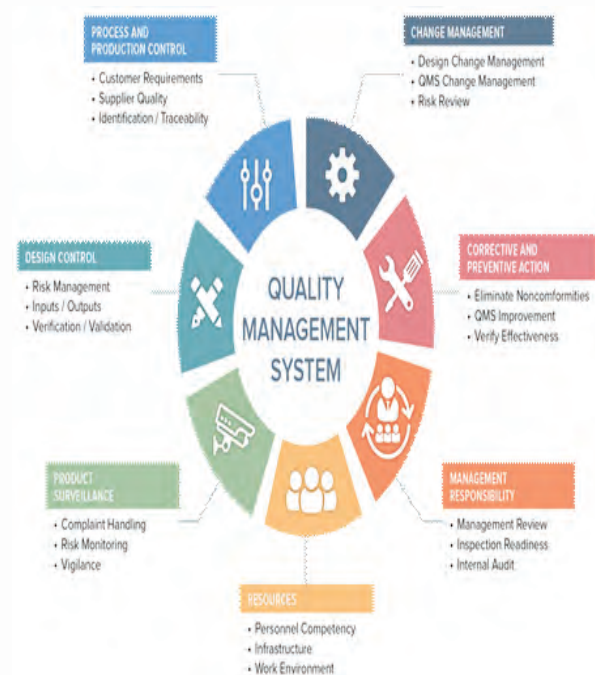 PROCESS AND
PRODUCTION CONTROL
• Customer Requirements
• Supplier Quality
• Identification / Traceability
CHANGE MANAGEMENT
• Design Change Management
• QMS Change Management
• Risk Review
DESIGN CONTROL
• Risk Management
• Inputs / Outputs
• Verification / Validation
CORRECTIVE AND
PREVENTIVE ACTION
• Eliminate Noncomformities
• QMS Improvement
• Verify Effectiveness
QUALITY
MANAGEMENT
SYSTEM
PRODUCT
SURVEILLANCE
• Complaint Handling
• Risk Monitoring
• Vigilance
MANAGEMENT
RESPONSIBILITY
• Management Review
• Inspection Readiness
• Internal Audit
RESOURCES
• Personnel Competency
• Infrastructure
• Work Environment